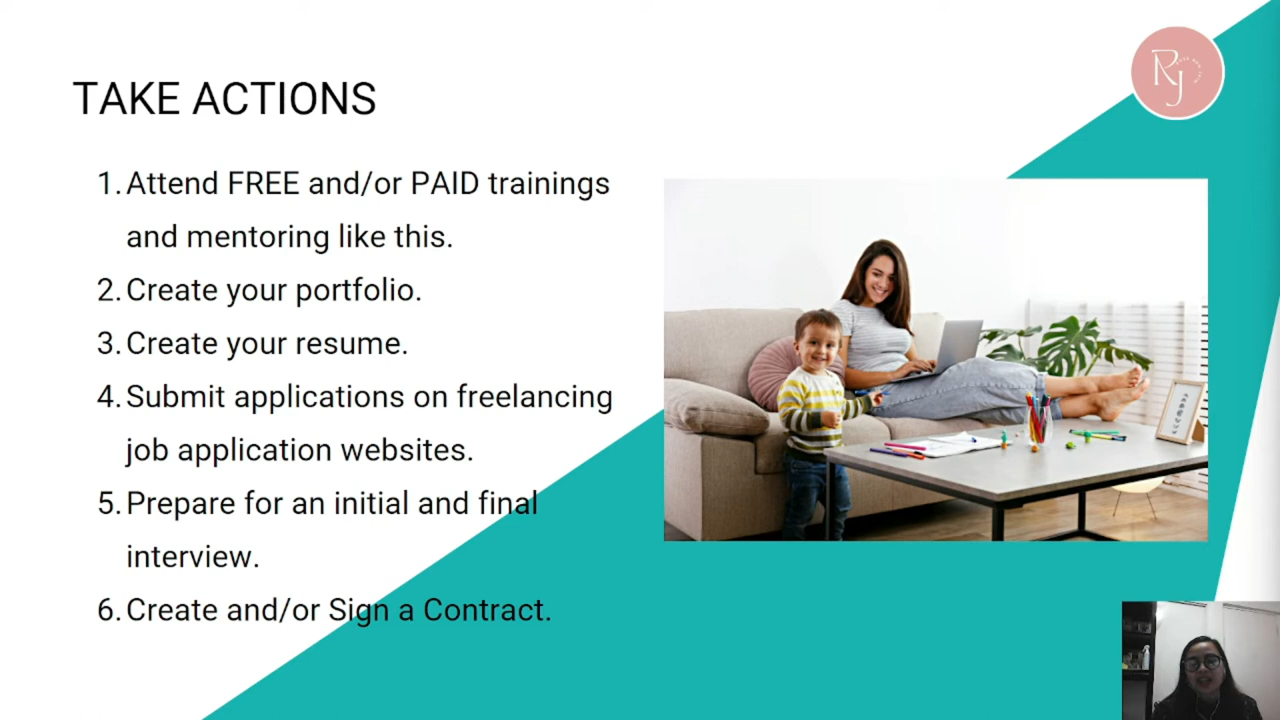 TAKE ACTIONS
1. Attend FREE and/or PAID trainings
and mentoring like this.
2. Create your portfolio.
3. Create your resume.
4. Submit applications on freelancing
job application websites.
5. Prepare for an initial and final
interview.
6. Create and/or Sign a Contract.
RJ